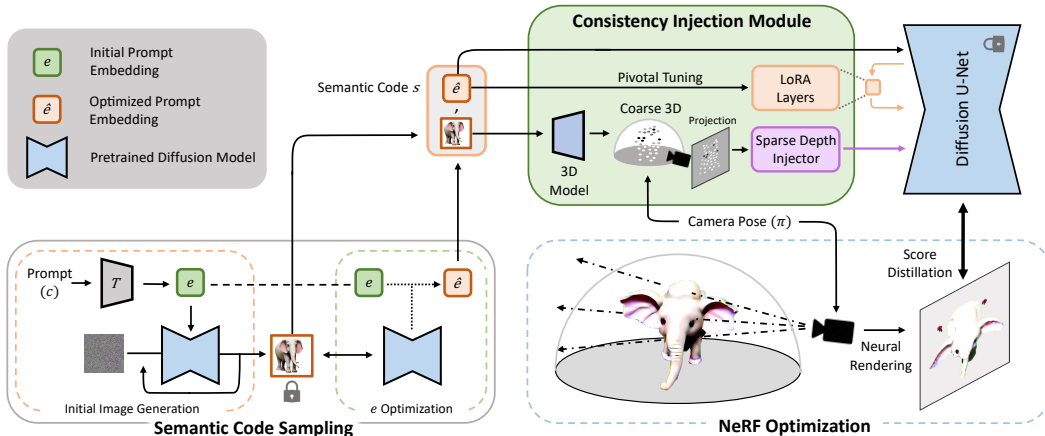 e
Initial Prompt
Embedding
ê
Optimized Prompt
Embedding
Pretrained Diffusion Model
Semantic Code s
ê
,
Consistency Injection Module
Pivotal Tuning
LoRA
Layers
Coarse 3D
Projection
3D
Model
Sparse Depth
Injector
Diffusion U-Net
Camera Pose (π)
Score
Distillation
Neural
Rendering
NeRF Optimization
Prompt
(c)
T
e
e
ê
Initial Image Generation
e Optimization
Semantic Code Sampling